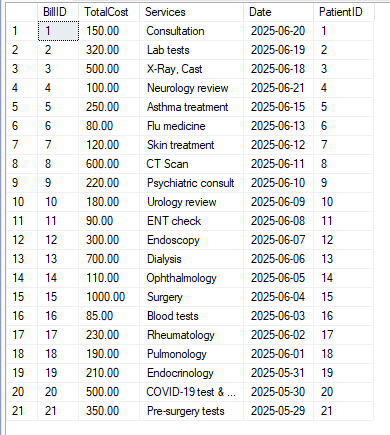 BillID TotalCost Services Date PatientID
1 1 150.00 Consultation 2025-06-20 1
2 2 320.00 Lab tests 2025-06-19 2
3 3 500.00 X-Ray, Cast 2025-06-18 3
4 4 100.00 Neurology review 2025-06-21 4
5 5 250.00 Asthma treatment 2025-06-15 5
6 6 80.00 Flu medicine 2025-06-13 6
7 7 120.00 Skin treatment 2025-06-12 7
8 8 600.00 CT Scan 2025-06-11 8
9 9 220.00 Psychiatric consult 2025-06-10 9
10 10 180.00 Urology review 2025-06-09 10
11 11 90.00 ENT check 2025-06-08 11
12 12 300.00 Endoscopy 2025-06-07 12
13 13 700.00 Dialysis 2025-06-06 13
14 14 110.00 Ophthalmology 2025-06-05 14
15 15 1000.00 Surgery 2025-06-04 15
16 16 85.00 Blood tests 2025-06-03 16
17 17 230.00 Rheumatology 2025-06-02 17
18 18 190.00 Pulmonology 2025-06-01 18
19 19 210.00 Endocrinology 2025-05-31 19
20 20 500.00 COVID-19 test & ... 2025-05-30 20
21 21 350.00 Pre-surgery tests 2025-05-29 21